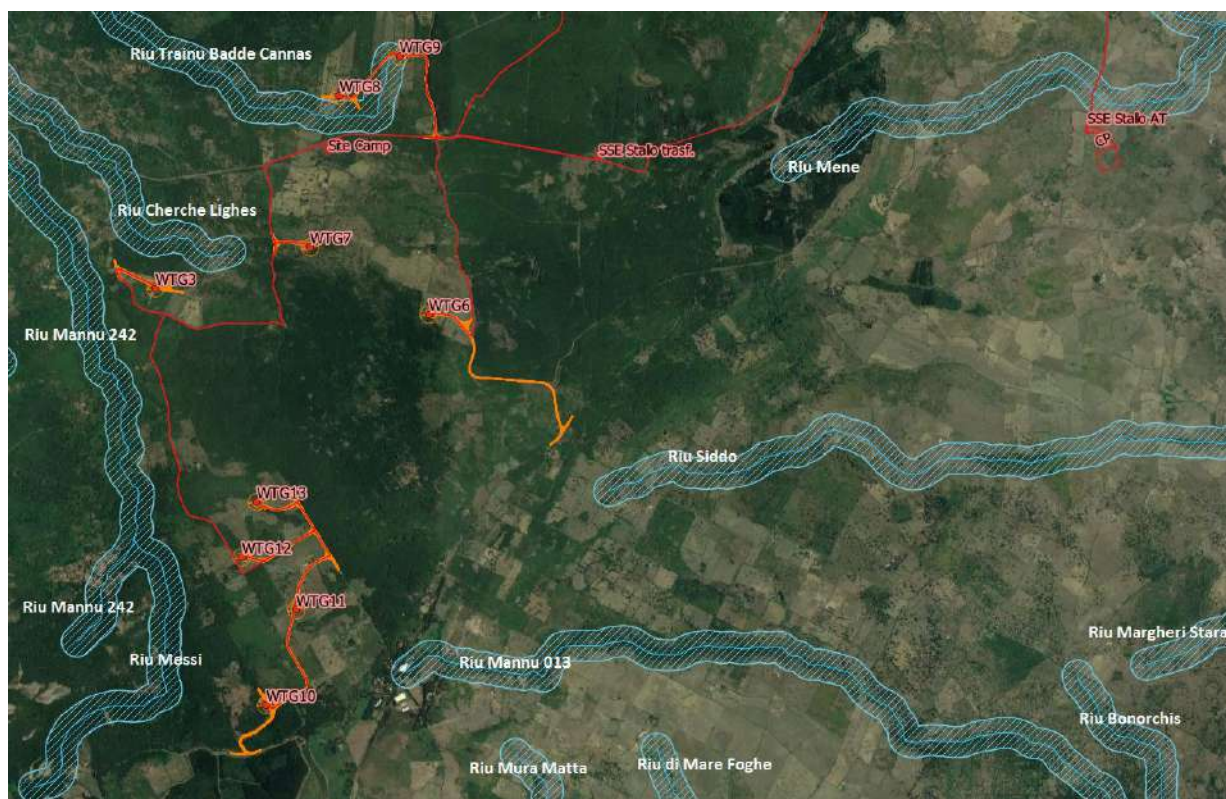 Riu Trainu Badde Cannas
WTG9
WTG8
SSE Stallo AT
CP
Site Camp
SSE Stallo trasf.
Riu Mene
Riu Cherche Lighes
WTG7
WTG3
WTG6
Riu Mannu 242
Riu Siddo
WTG13
WTG12
Riu Mannu 242
WTG11
Riu Messi
Riu Mannu 013
Riu Margheri Stara
WTG10
Riu Bonorchis
Riu Mura Matta
Riu di Mare Foghe